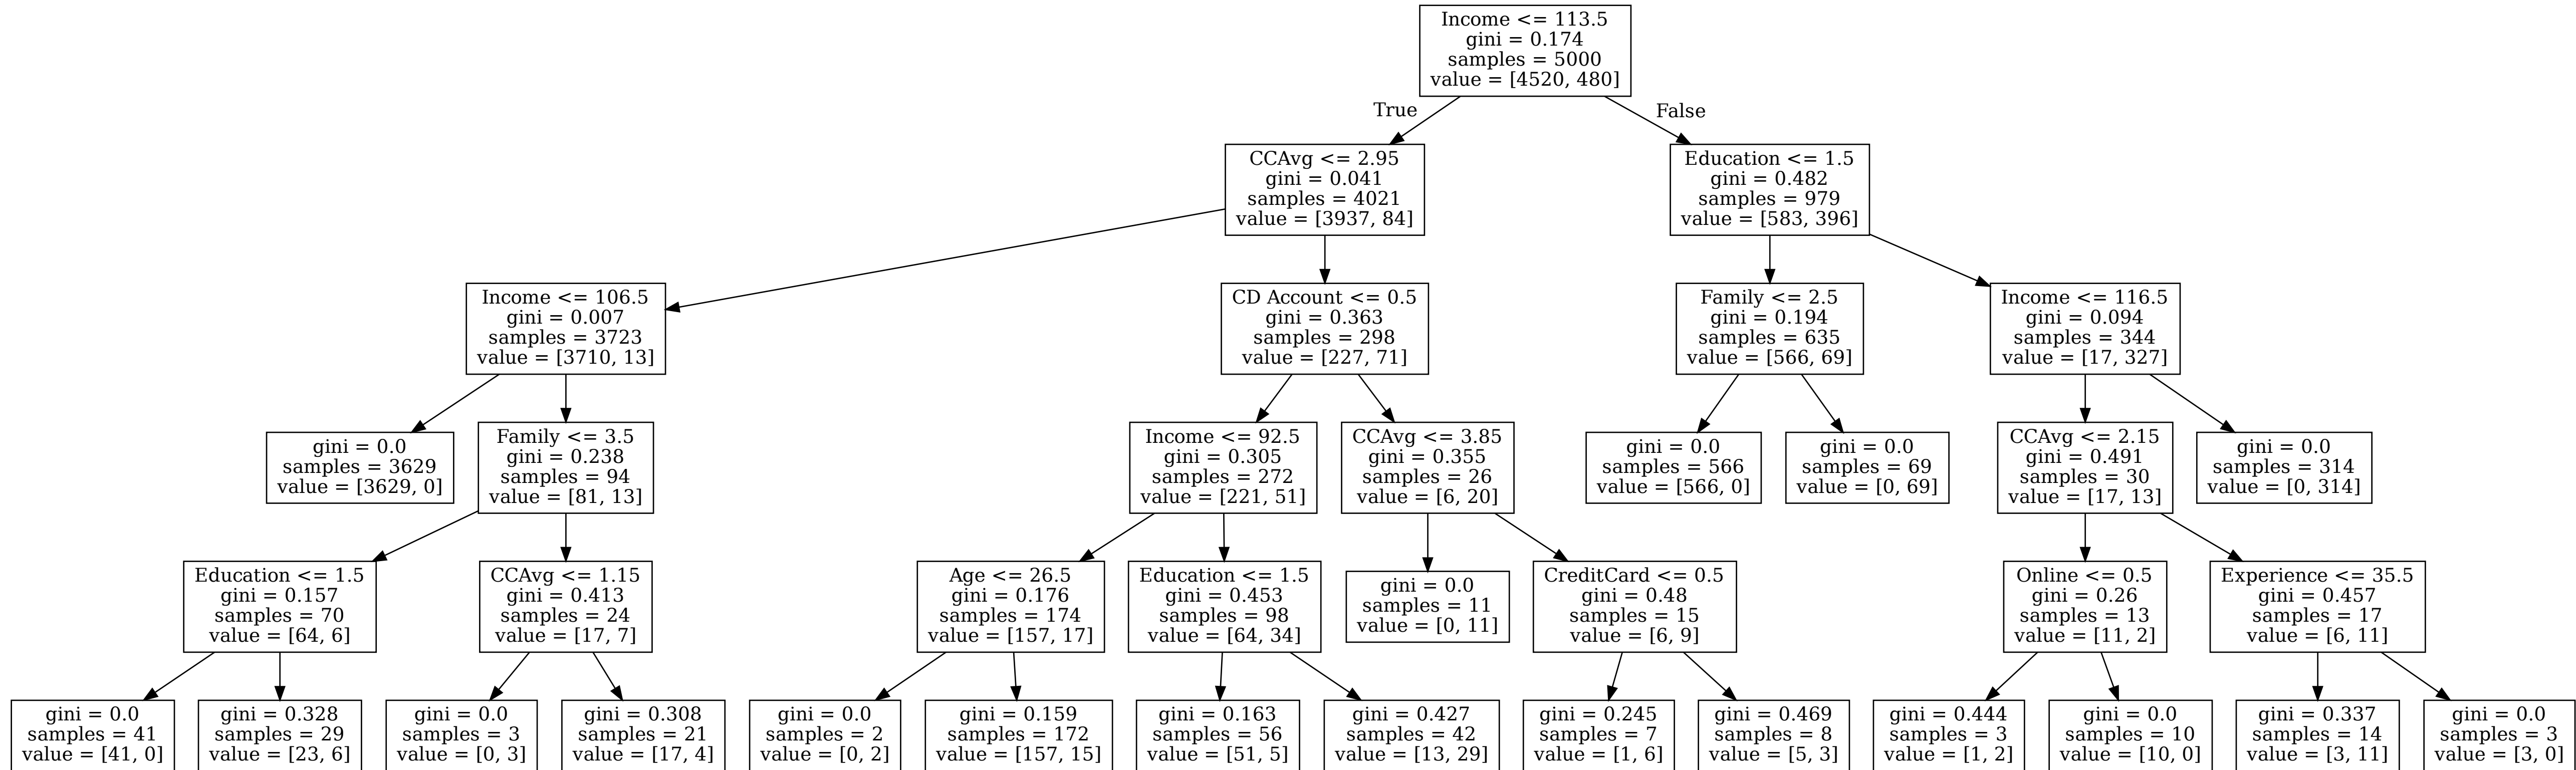 Income <= 113.5
gini = 0.174
samples = 5000
value = [4520, 480]
True
False
CCAvg <= 2.95
gini = 0.041
samples = 4021
value = [3937, 84]
Education <= 1.5
gini = 0.482
samples = 979
value = [583, 396]
Income <= 106.5
gini = 0.007
samples = 3723
value = [3710, 13]
CD Account <= 0.5
gini = 0.363
samples = 298
value = [227, 71]
Family <= 2.5
gini = 0.194
samples = 635
value = [566, 69]
Income <= 116.5
gini = 0.094
samples = 344
value = [17, 327]
gini = 0.0
samples = 3629
value = [3629, 0]
Family <= 3.5
gini = 0.238
samples = 94
value = [81, 13]
Income <= 92.5
gini = 0.305
samples = 272
value = [221, 51]
CCAvg <= 3.85
gini = 0.355
samples = 26
value = [6, 20]
gini = 0.0
samples = 566
value = [566, 0]
gini = 0.0
samples = 69
value = [0, 69]
CCAvg <= 2.15
gini = 0.491
samples = 30
value = [17, 13]
gini = 0.0
samples = 314
value = [0, 314]
Education <= 1.5
gini = 0.157
samples = 70
value = [64, 6]
CCAvg <= 1.15
gini = 0.413
samples = 24
value = [17, 7]
Age <= 26.5
gini = 0.176
samples = 174
value = [157, 17]
Education <= 1.5
gini = 0.453
samples = 98
value = [64, 34]
gini = 0.0
samples = 11
value = [0, 11]
CreditCard <= 0.5
gini = 0.48
samples = 15
value = [6, 9]
Online <= 0.5
gini = 0.26
samples = 13
value = [11, 2]
Experience <= 35.5
gini = 0.457
samples = 17
value = [6, 11]
gini = 0.0
samples = 41
value = [41, 0]
gini = 0.328
samples = 29
value = [23, 6]
gini = 0.0
samples = 3
value = [0, 3]
gini = 0.308
samples = 21
value = [17, 4]
gini = 0.0
samples = 2
value = [0, 2]
gini = 0.159
samples = 172
value = [157, 15]
gini = 0.163
samples = 56
value = [51, 5]
gini = 0.427
samples = 42
value = [13, 29]
gini = 0.245
samples = 7
value = [1, 6]
gini = 0.469
samples = 8
value = [5, 3]
gini = 0.444
samples = 3
value = [1, 2]
gini = 0.0
samples = 10
value = [10, 0]
gini = 0.337
samples = 14
value = [3, 11]
gini = 0.0
samples = 3
value = [3, 0]